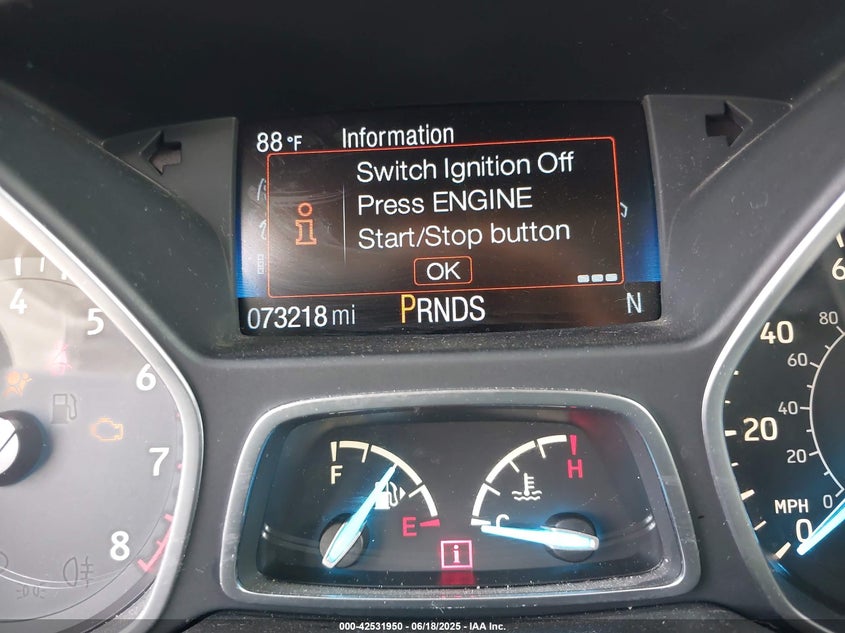 88 °F Information
Switch Ignition Off
Press ENGINE
Start/Stop button
OK
073218 mi PRNDS N
4
5
6
7
8
F
E
H
C
i
6
40
20
0
MPH
80
60
40
20
0
000-42531950 - 06/18/2025 - IAA Inc.